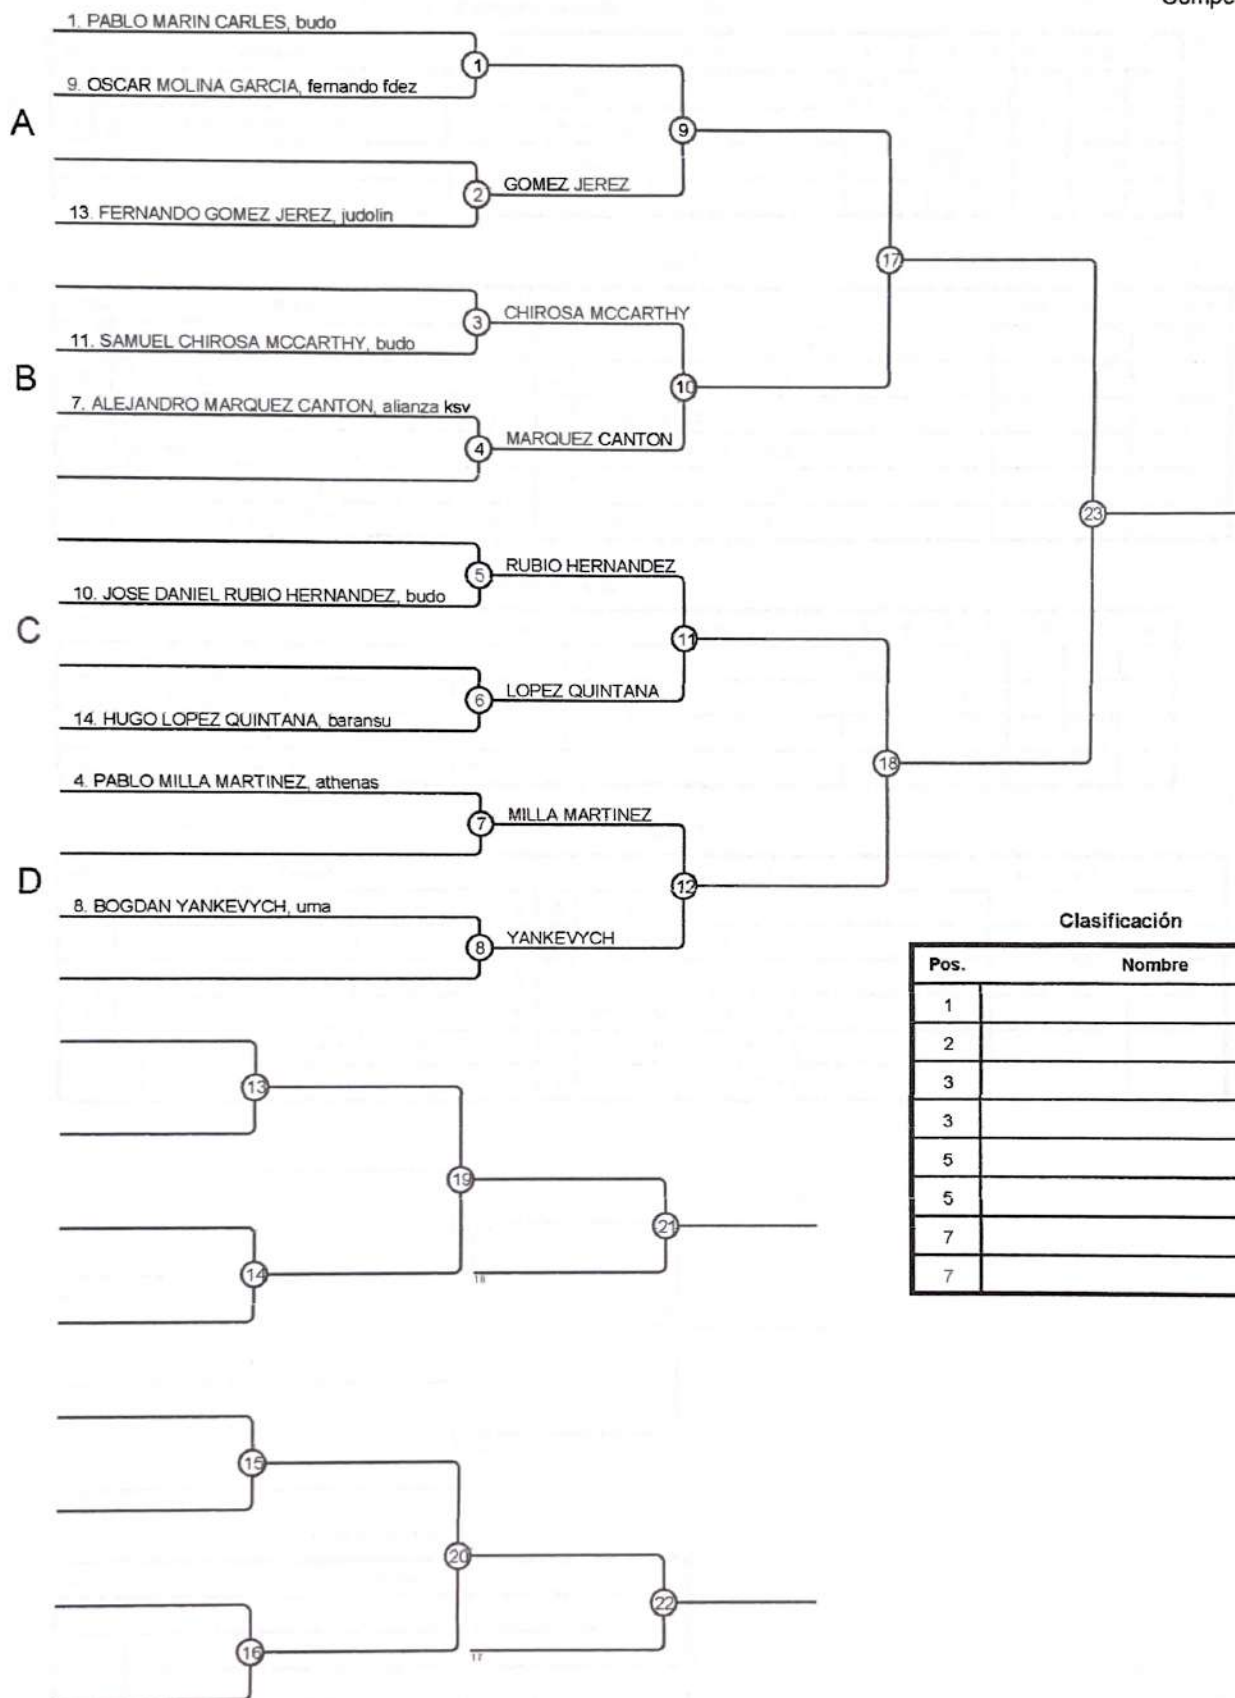 Compe
1. PABLO MARIN CARLES, budo
1
9. OSCAR MOLINA GARCIA, fernando fdez
A
9
2
GOMEZ JEREZ
13. FERNANDO GOMEZ JEREZ, judolin
17
3
CHIROSA MCCARTHY
11. SAMUEL CHIROSA MCCARTHY, budo
B
10
7. ALEJANDRO MARQUEZ CANTON, alianza ksv
4
MARQUEZ CANTON
23
5
RUBIO HERNANDEZ
10. JOSE DANIEL RUBIO HERNANDEZ, budo
C
11
6
LOPEZ QUINTANA
14. HUGO LOPEZ QUINTANA, baransu
18
4. PABLO MILLA MARTINEZ, athenas
7
MILLA MARTINEZ
D
12
8. BOGDAN YANKEVYCH, uma
8
YANKEVYCH
Clasificación
Pos. Nombre
1
2
3
3
5
5
7
7
13
19
21
14
18
15
20
22
16
17